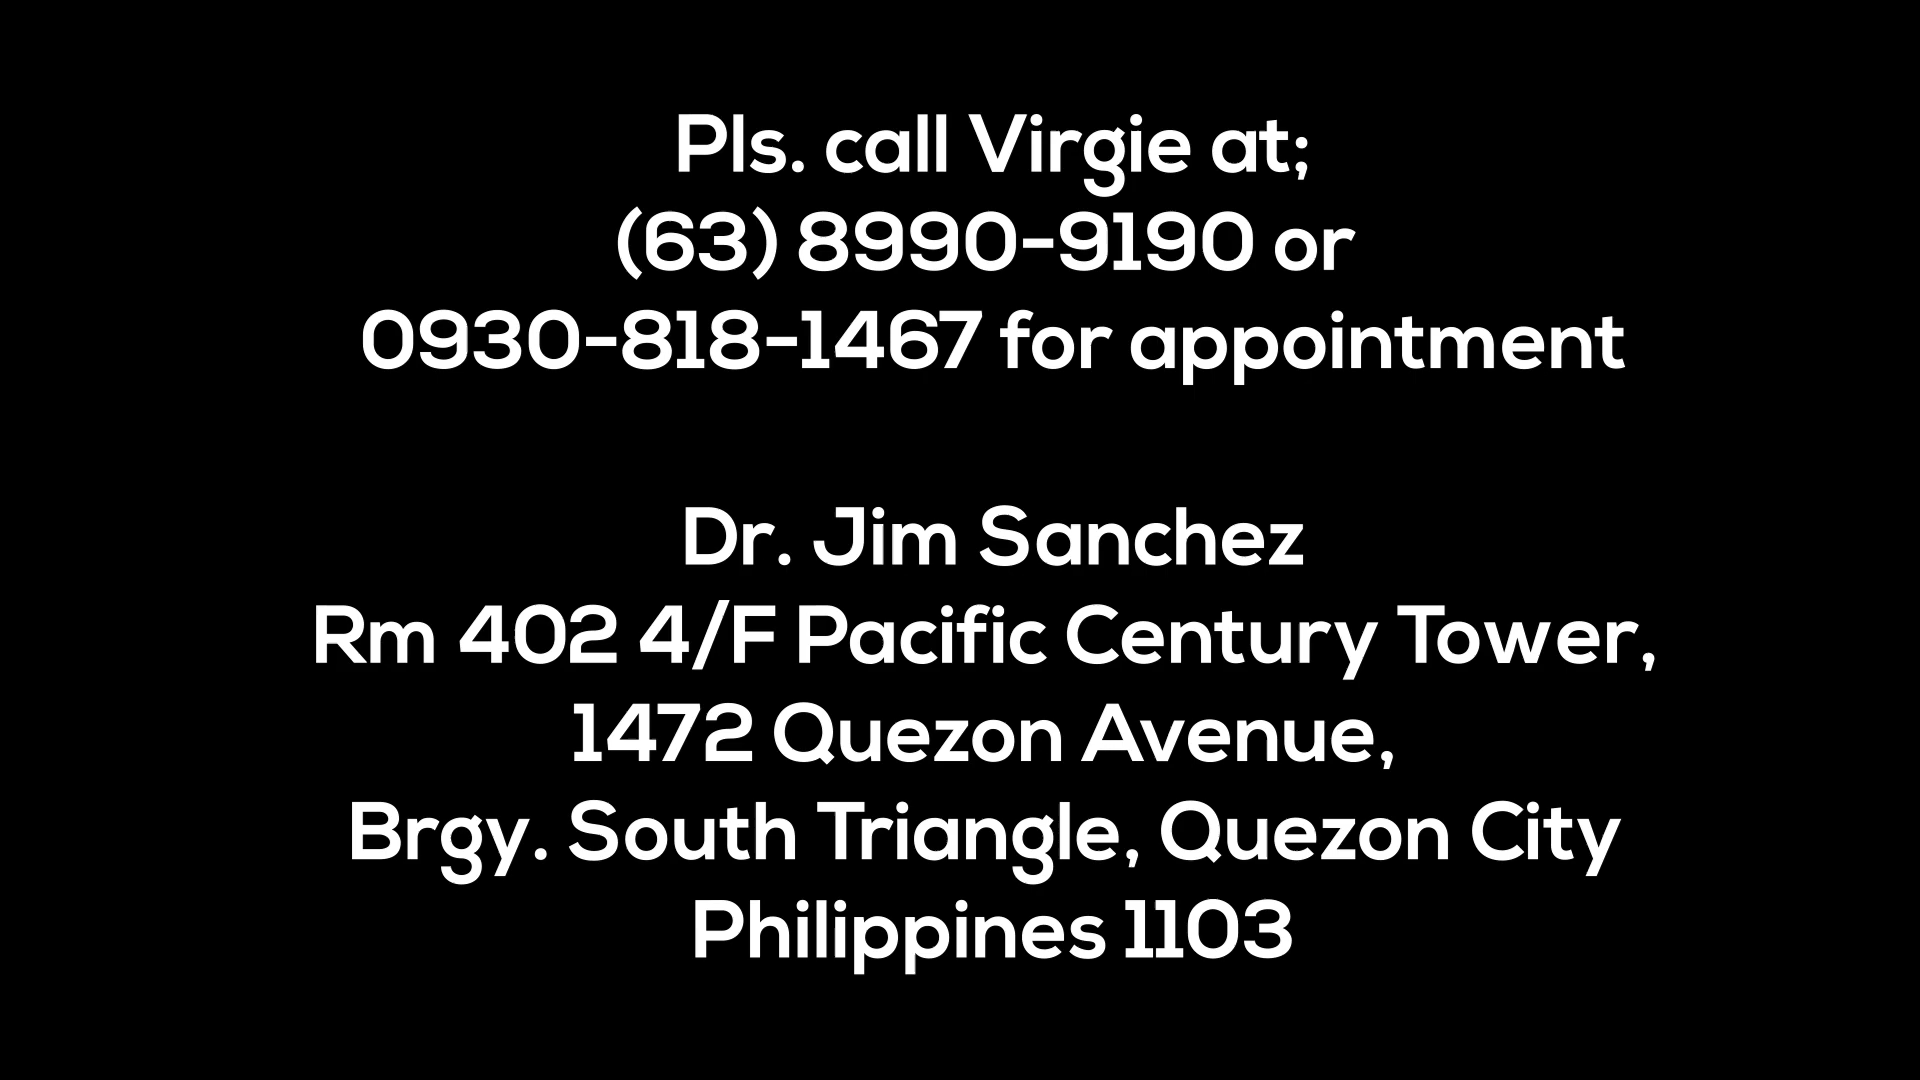 Pls. call Virgie at;
(63) 8990-9190 or
0930-818-1467 for appointment
Dr. Jim Sanchez
Rm 402 4/F Pacific Century Tower,
1472 Quezon Avenue,
Brgy. South Triangle, Quezon City
Philippines 1103